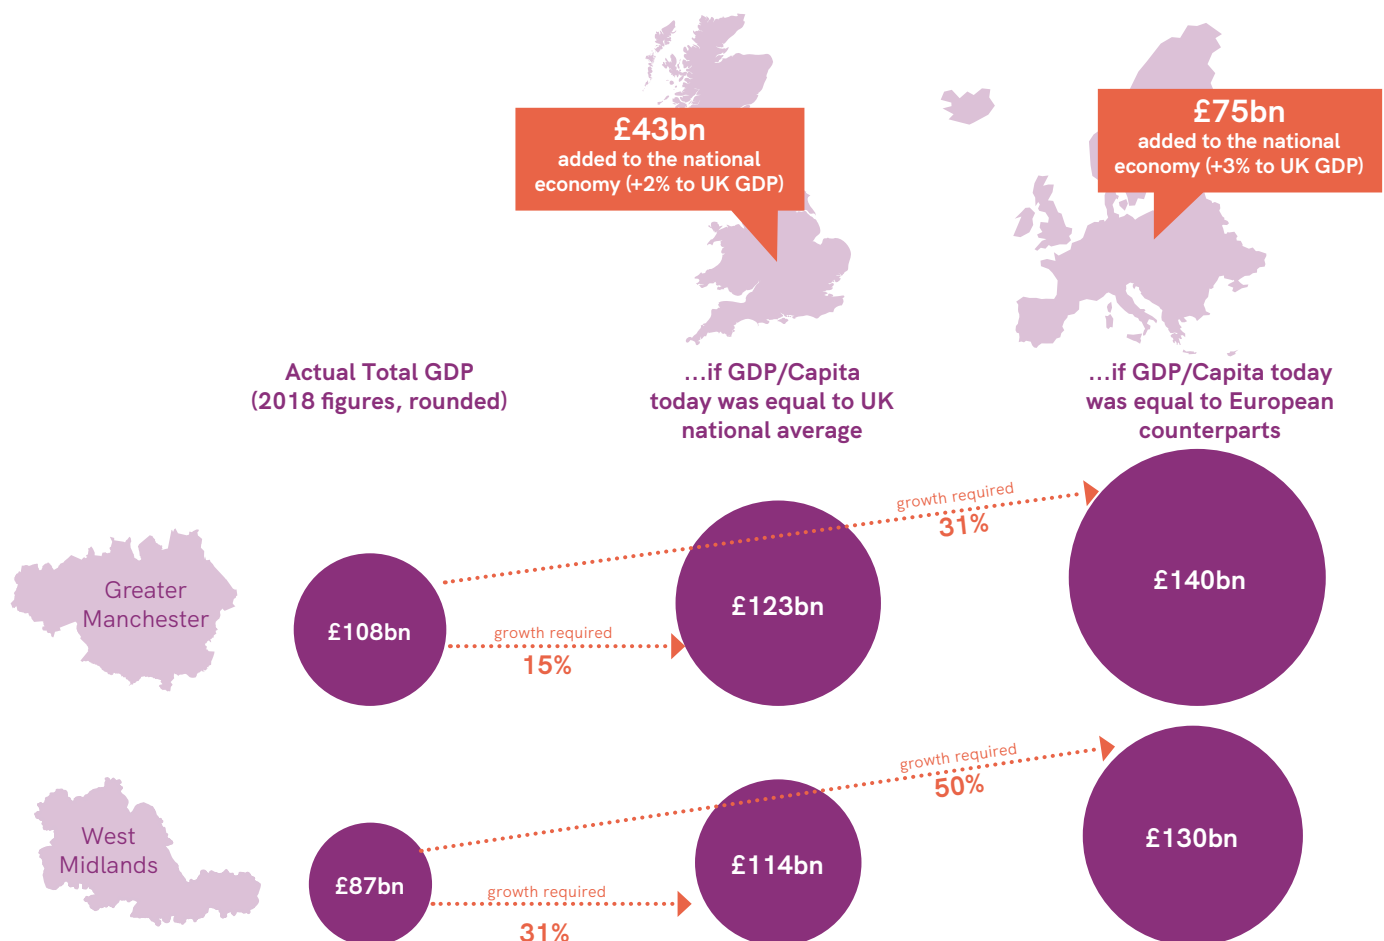 £43bn
added to the national
economy (+2% to UK GDP)
£75bn
added to the national
economy (+3% to UK GDP)
Actual Total GDP
(2018 figures, rounded)
...if GDP/Capita
today was equal to UK
national average
...if GDP/Capita today
was equal to European
counterparts
Greater
Manchester
£108bn
growth required
15%
£123bn
growth required
31%
£140bn
West
Midlands
£87bn
growth required
31%
£114bn
growth required
50%
£130bn